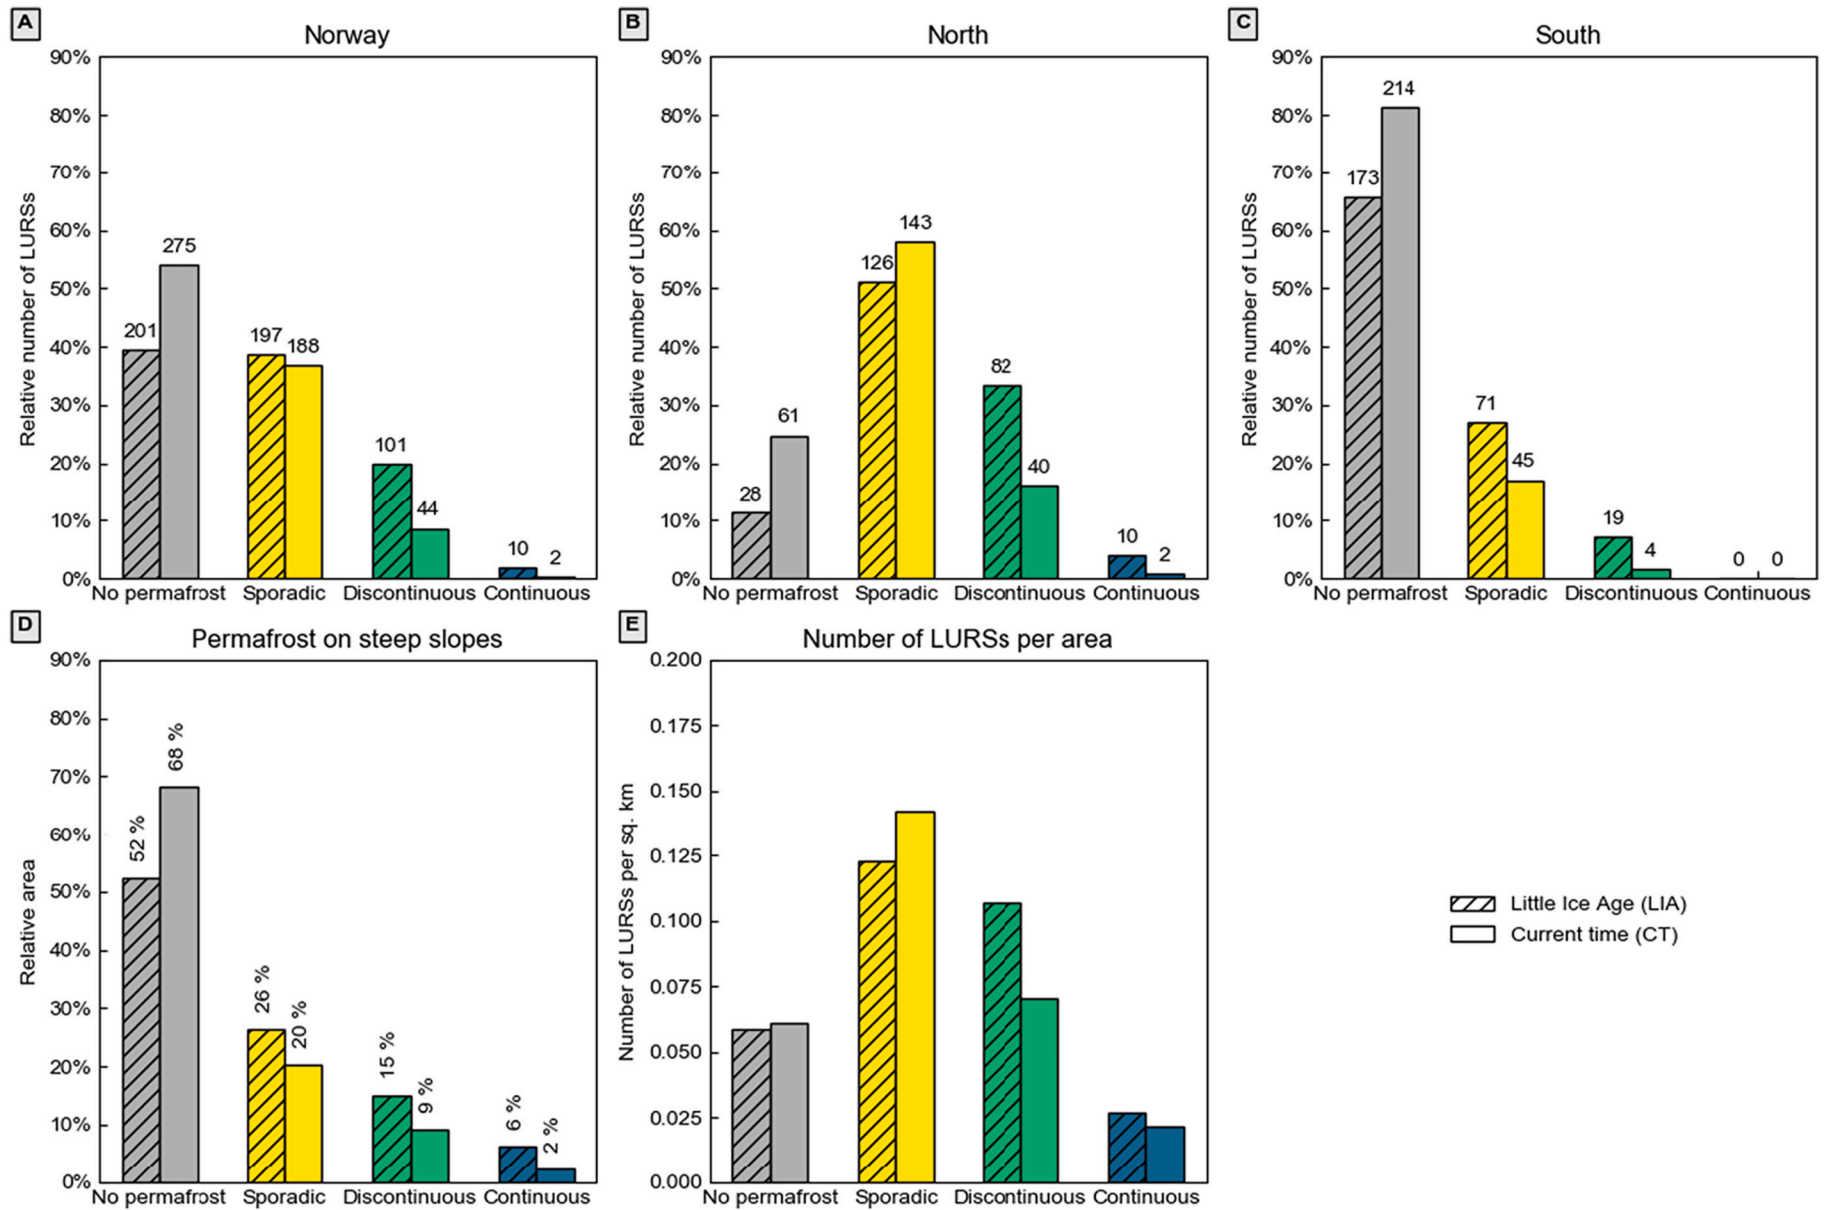 A
Norway
Relative number of LURSs
90%
80%
70%
60%
50%
40%
30%
20%
10%
0%
201
275
197
188
101
44
10
2
No permafrost
Sporadic
Discontinuous
Continuous
B
North
Relative number of LURSs
90%
80%
70%
60%
50%
40%
30%
20%
10%
0%
28
61
126
143
82
40
10
2
No permafrost
Sporadic
Discontinuous
Continuous
C
South
Relative number of LURSs
90%
80%
70%
60%
50%
40%
30%
20%
10%
0%
173
214
71
45
19
4
0
0
No permafrost
Sporadic
Discontinuous
Continuous
D
Permafrost on steep slopes
Relative area
90%
80%
70%
60%
50%
40%
30%
20%
10%
0%
52 %
68 %
26 %
20 %
15 %
9 %
6 %
2 %
No permafrost
Sporadic
Discontinuous
Continuous
E
Number of LURSs per area
Number of LURSs per sq. km
0.200
0.175
0.150
0.125
0.100
0.075
0.050
0.025
0.000
No permafrost
Sporadic
Discontinuous
Continuous
Little Ice Age (LIA)
Current time (CT)